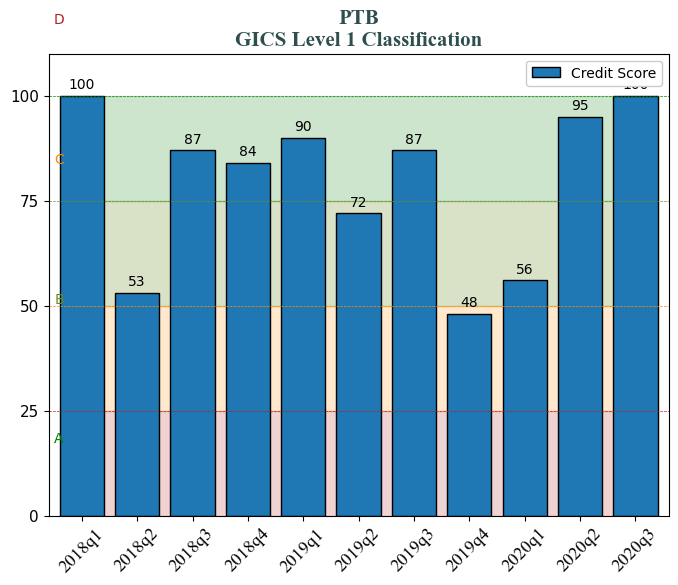 D
PTB
GICS Level 1 Classification
Credit Score
100
100
53
87
84
90
72
87
48
56
95
100
75
50
25
0
C
B
A
2018q1
2018q2
2018q3
2018q4
2019q1
2019q2
2019q3
2019q4
2020q1
2020q2
2020q3